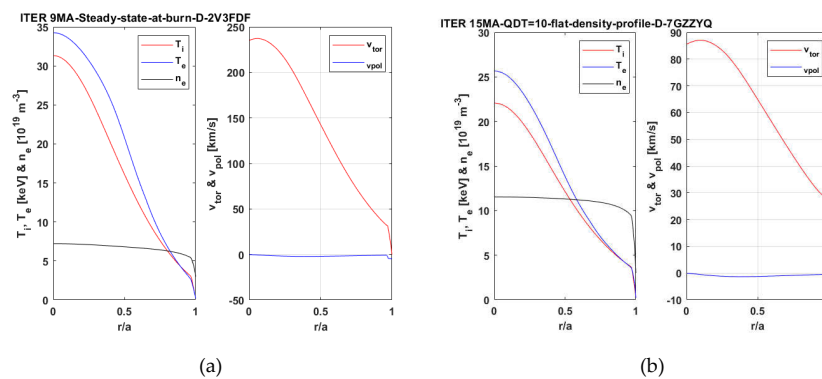 ITER 9MA-Steady-state-at-burn-D-2V3FDF
T_i
T_e
n_e
v_tor
vpol
T_i, T_e [keV] & n_e [10^19 m^-3]
35
30
25
20
15
10
5
0
0
0.5
1
r/a
v_tor & v_pol [km/s]
250
200
150
100
50
0
-50
0
0.5
1
r/a
(a)
ITER 15MA-QDT=10-flat-density-profile-D-7GZZYQ
T_i
T_e
n_e
v_tor
vpol
T_i, T_e [keV] & n_e [10^19 m^-3]
30
25
20
15
10
5
0
0
0.5
1
r/a
v_tor & v_pol [km/s]
90
80
70
60
50
40
30
20
10
0
-10
0
0.5
r/a
(b)